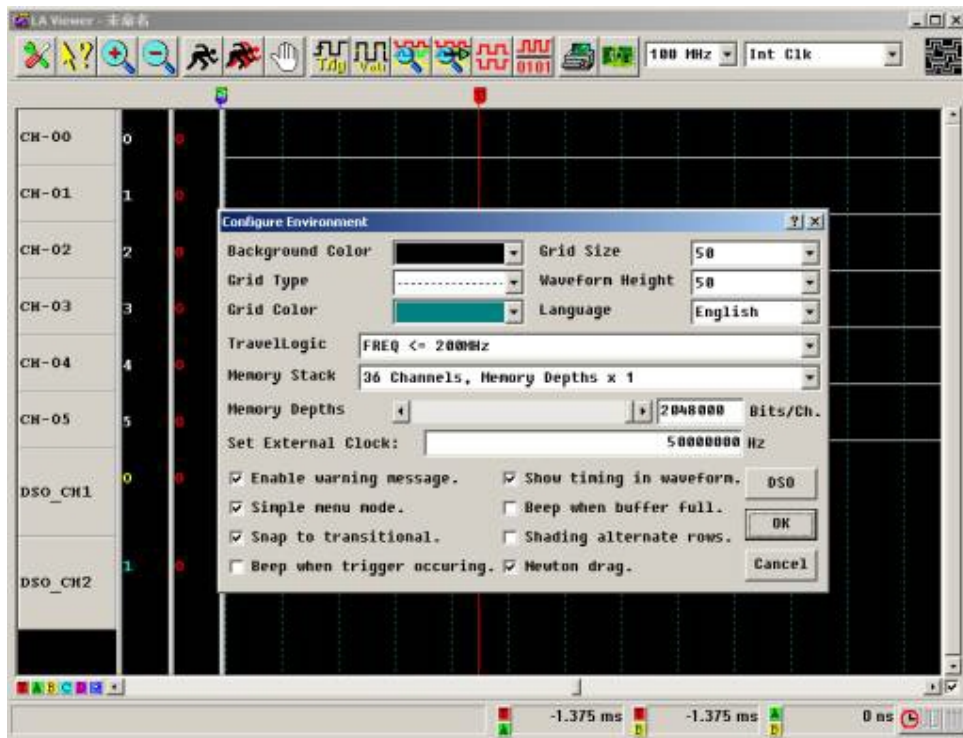 LA Viewer - 未命名
Tdy
Volt
0101
100 MHz
Int Clk
CH-00
0
0
CH-01
1
0
CH-02
2
0
CH-03
3
0
CH-04
4
0
CH-05
5
0
DSO_CH1
0
0
DSO_CH2
1
0
Configure Environment
Background Color
Grid Size
50
Grid Type
Waveform Height
50
Grid Color
Language
English
TravelLogic
FREQ <= 200MHz
Memory Stack
36 Channels, Memory Depths x 1
Memory Depths
2048000
Bits/Ch.
Set External Clock:
50000000
Hz
Enable warning message.
Show timing in waveform.
DSO
Simple menu mode.
Beep when buffer full.
OK
Snap to transitional.
Shading alternate rows.
Beep when trigger occuring.
Newton drag.
Cancel
A B C D
A
-1.375 ms
B
-1.375 ms
A
B
0 ns